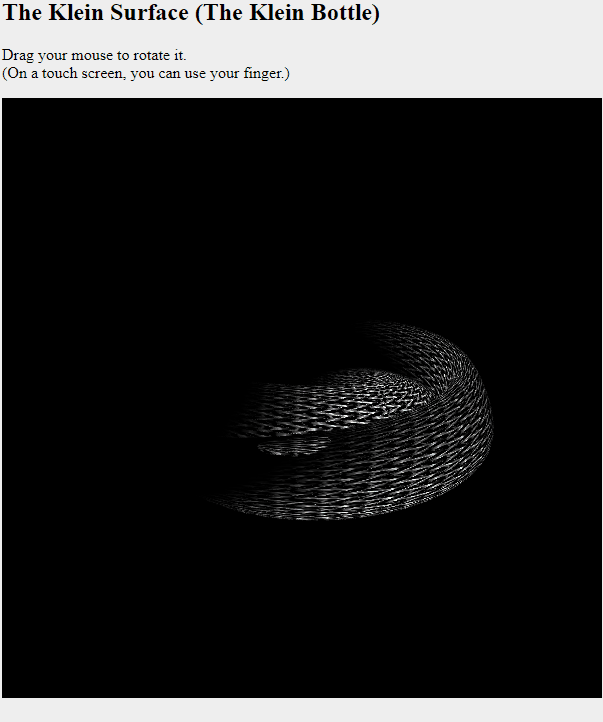 The Klein Surface (The Klein Bottle)
Drag your mouse to rotate it.
(On a touch screen, you can use your finger.)